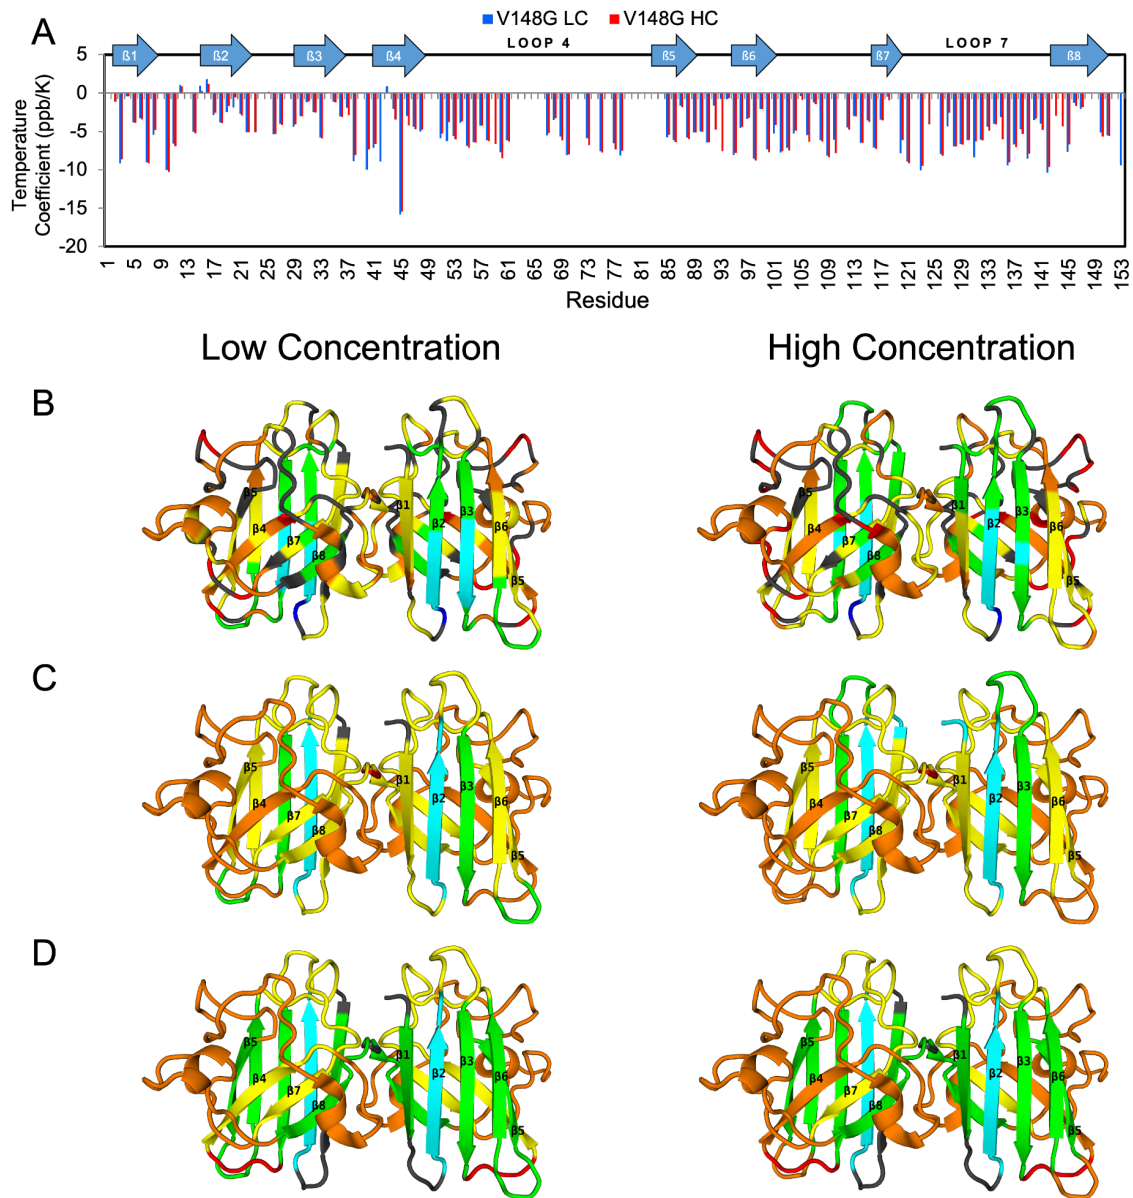 A
V148G LC V148G HC
ß1 ß2 ß3 ß4 LOOP 4 ß5 ß6 ß7 LOOP 7 ß8
Temperature
Coefficient (ppb/K)
5
0
-5
-10
-15
-20
1 5 9 13 17 21 25 29 33 37 41 45 49 53 57 61 65 69 73 77 81 85 89 93 97 101 105 109 113 117 121 125 129 133 137 141 145 149 153
Residue
Low Concentration High Concentration
B
β5 β4 β7 β8 β1 β2 β3 β6 β5
β5 β4 β7 β8 β1 β2 β3 β6 β5
C
β5 β4 β7 β8 β1 β2 β3 β6 β5
β5 β4 β7 β8 β1 β2 β3 β6 β5
D
β5 β4 β7 β8 β1 β2 β3 β6 β5
β5 β4 β7 β8 β1 β2 β3 β6 β5